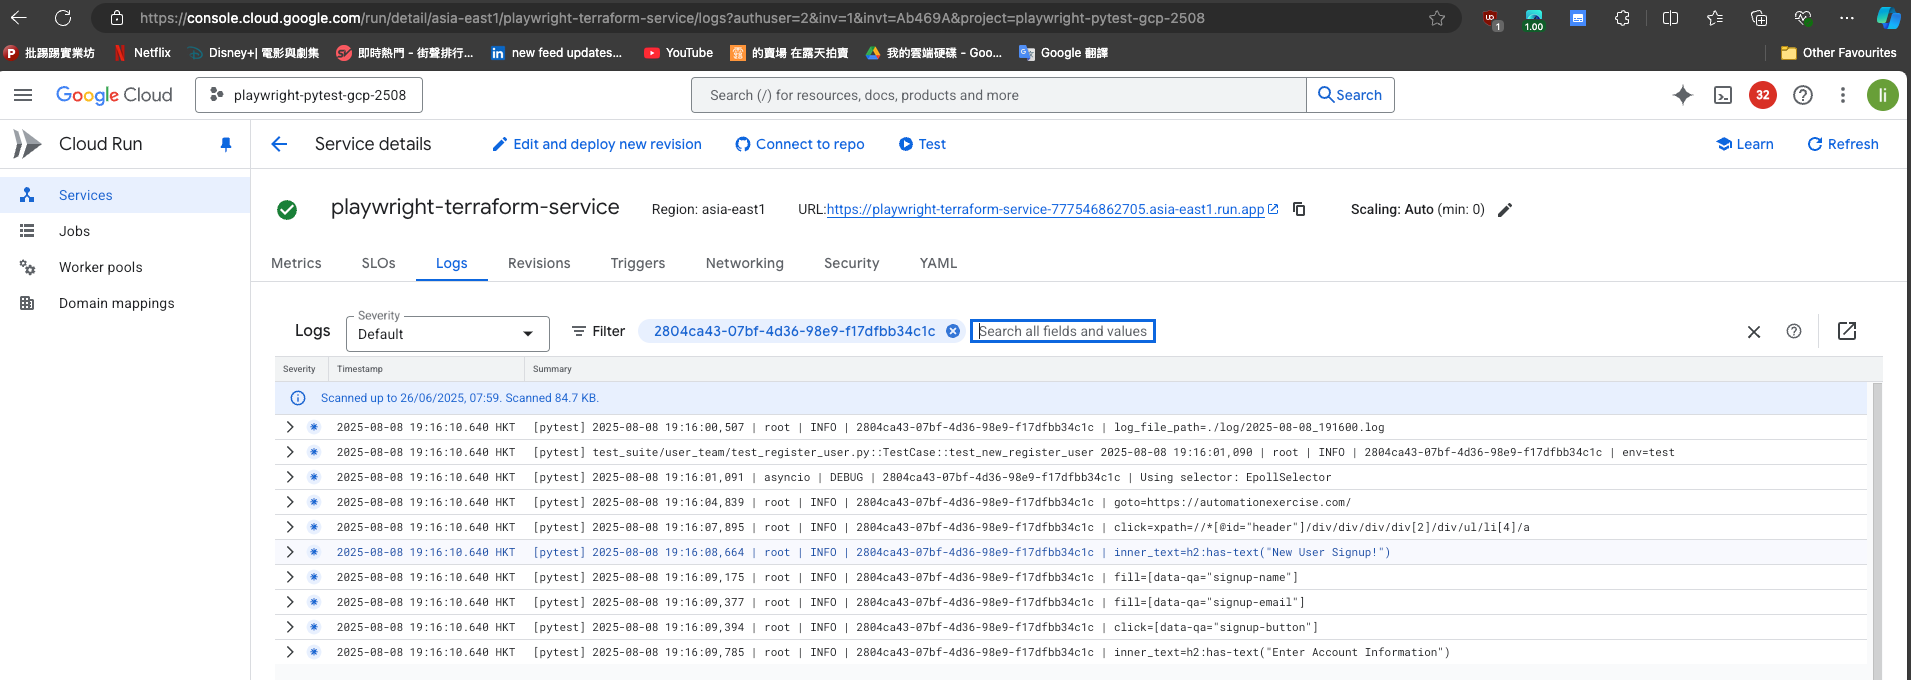 https://console.cloud.google.com/run/detail/asia-east1/playwright-terraform-service/logs?authuser=2&inv=1&invt=Ab469A&project=playwright-pytest-gcp-2508
1
1.00
批踢踢實業坊 Netflix Disney+| 電影與劇集 即時熱門 - 街聲排行... new feed updates... YouTube 的賣場 在露天拍賣 我的雲端硬碟 - Goo... Google 翻譯 Other Favourites
Google Cloud playwright-pytest-gcp-2508 Search (/) for resources, docs, products and more Search 32 li
Cloud Run Service details Edit and deploy new revision Connect to repo Test Learn Refresh
Services
Jobs
Worker pools
Domain mappings
playwright-terraform-service Region: asia-east1 URL:https://playwright-terraform-service-777546862705.asia-east1.run.app Scaling: Auto (min: 0)
Metrics SLOs Logs Revisions Triggers Networking Security YAML
Logs Severity Default Filter 2804ca43-07bf-4d36-98e9-f17dfbb34c1c Search all fields and values
Severity Timestamp Summary
Scanned up to 26/06/2025, 07:59. Scanned 84.7 KB.
2025-08-08 19:16:10.640 HKT [pytest] 2025-08-08 19:16:00,507 | root | INFO | 2804ca43-07bf-4d36-98e9-f17dfbb34c1c | log_file_path=./log/2025-08-08_191600.log
2025-08-08 19:16:10.640 HKT [pytest] test_suite/user_team/test_register_user.py::TestCase::test_new_register_user 2025-08-08 19:16:01,090 | root | INFO | 2804ca43-07bf-4d36-98e9-f17dfbb34c1c | env=test
2025-08-08 19:16:10.640 HKT [pytest] 2025-08-08 19:16:01,091 | asyncio | DEBUG | 2804ca43-07bf-4d36-98e9-f17dfbb34c1c | Using selector: EpollSelector
2025-08-08 19:16:10.640 HKT [pytest] 2025-08-08 19:16:04,839 | root | INFO | 2804ca43-07bf-4d36-98e9-f17dfbb34c1c | goto=https://automationexercise.com/
2025-08-08 19:16:10.640 HKT [pytest] 2025-08-08 19:16:07,895 | root | INFO | 2804ca43-07bf-4d36-98e9-f17dfbb34c1c | click=xpath=//*[@id="header"]/div/div/div/div[2]/div/ul/li[4]/a
2025-08-08 19:16:10.640 HKT [pytest] 2025-08-08 19:16:08,664 | root | INFO | 2804ca43-07bf-4d36-98e9-f17dfbb34c1c | inner_text=h2:has-text("New User Signup!")
2025-08-08 19:16:10.640 HKT [pytest] 2025-08-08 19:16:09,175 | root | INFO | 2804ca43-07bf-4d36-98e9-f17dfbb34c1c | fill=[data-qa="signup-name"]
2025-08-08 19:16:10.640 HKT [pytest] 2025-08-08 19:16:09,377 | root | INFO | 2804ca43-07bf-4d36-98e9-f17dfbb34c1c | fill=[data-qa="signup-email"]
2025-08-08 19:16:10.640 HKT [pytest] 2025-08-08 19:16:09,394 | root | INFO | 2804ca43-07bf-4d36-98e9-f17dfbb34c1c | click=[data-qa="signup-button"]
2025-08-08 19:16:10.640 HKT [pytest] 2025-08-08 19:16:09,785 | root | INFO | 2804ca43-07bf-4d36-98e9-f17dfbb34c1c | inner_text=h2:has-text("Enter Account Information")